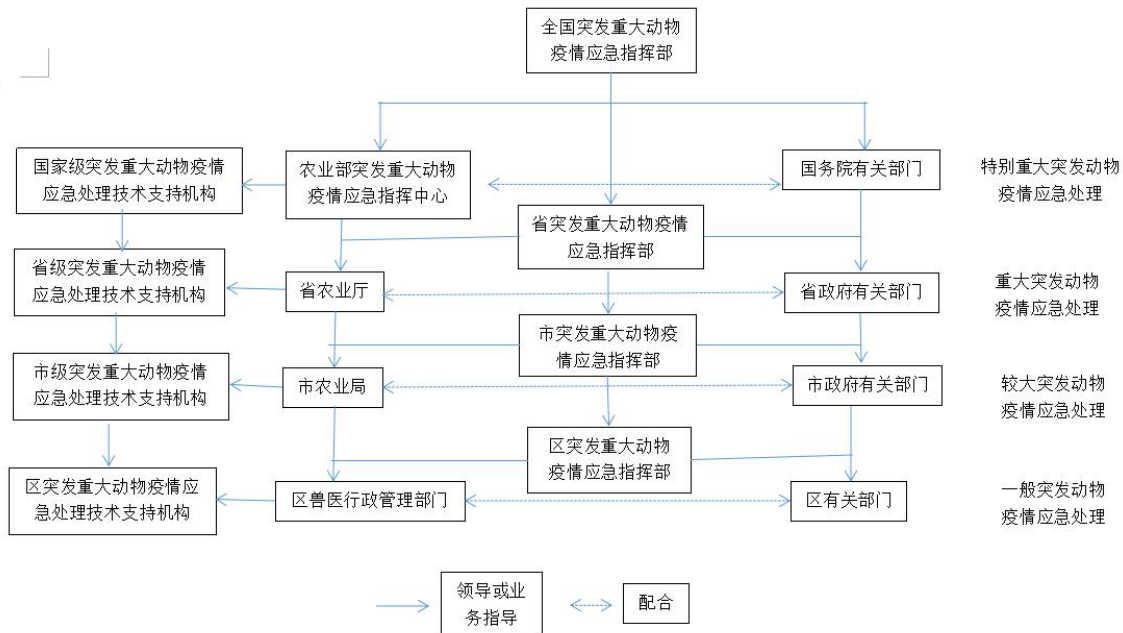 全国突发重大动物
疫情应急指挥部
国家级突发重大动物疫情
应急处理技术支持机构
农业部突发重大动物
疫情应急指挥中心
国务院有关部门
特别重大突发动物
疫情应急处理
省突发重大动物疫情
应急指挥部
省级突发重大动物疫情
应急处理技术支持机构
省农业厅
省政府有关部门
重大突发动物
疫情应急处理
市突发重大动物疫
情应急指挥部
市级突发重大动物疫情
应急处理技术支持机构
市农业局
市政府有关部门
较大突发动物
疫情应急处理
区突发重大动物
疫情应急指挥部
区突发重大动物疫情应
急处理技术支持机构
区兽医行政管理部门
区有关部门
一般突发动物
疫情应急处理
领导或业
务指导
配合